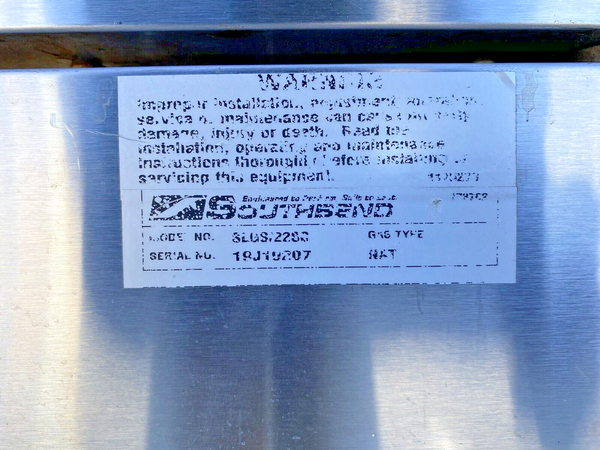 WARNING
Improper installation, adjustment, alteration,
service or maintenance can cause property
damage, injury or death. Read the
installation, operating and maintenance
instructions thoroughly before installing or
servicing this equipment.
SOUTHBEND
MODEL NO. GAS TYPE
SERIAL NO. NAT